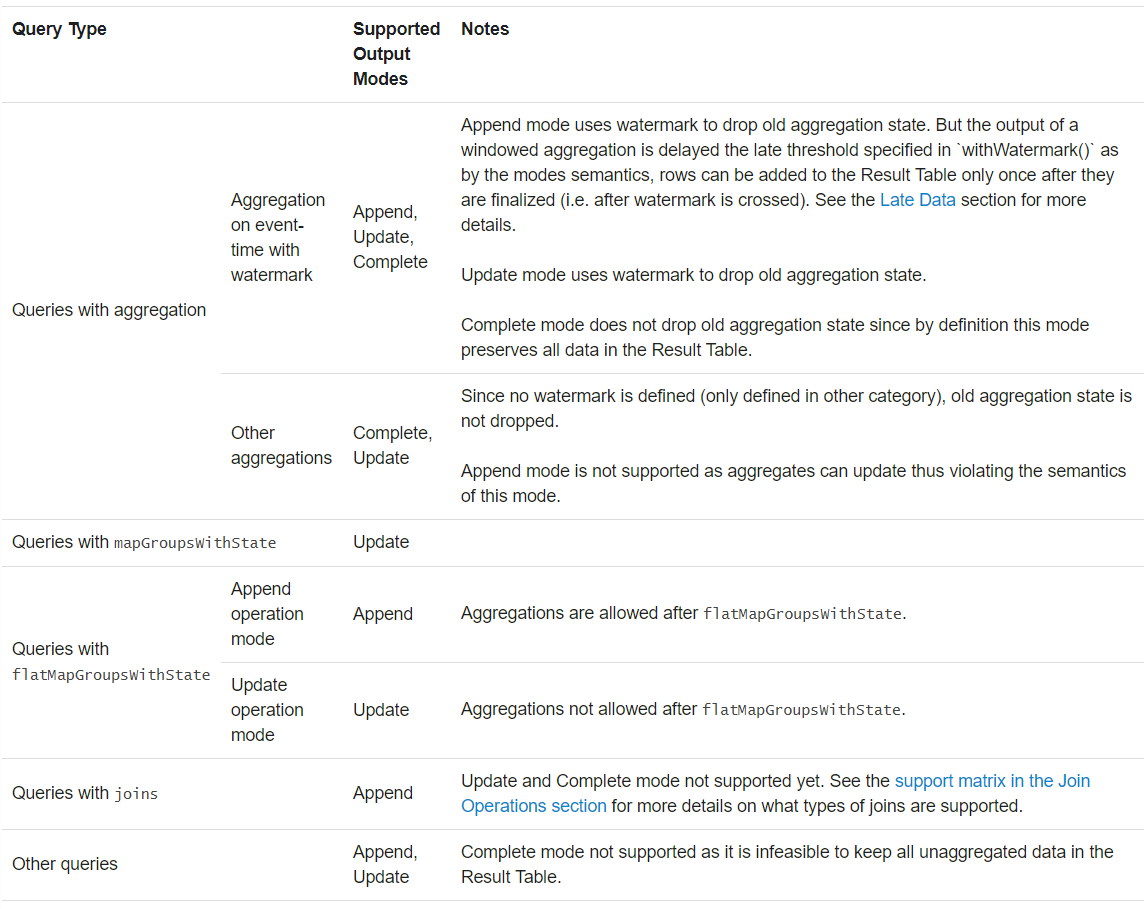 Query Type
Supported
Output
Modes
Notes
Queries with aggregation
Aggregation
on event-
time with
watermark
Append,
Update,
Complete
Append mode uses watermark to drop old aggregation state. But the output of a
windowed aggregation is delayed the late threshold specified in `withWatermark()` as
by the modes semantics, rows can be added to the Result Table only once after they
are finalized (i.e. after watermark is crossed). See the Late Data section for more
details.
Update mode uses watermark to drop old aggregation state.
Complete mode does not drop old aggregation state since by definition this mode
preserves all data in the Result Table.
Other
aggregations
Complete,
Update
Since no watermark is defined (only defined in other category), old aggregation state is
not dropped.
Append mode is not supported as aggregates can update thus violating the semantics
of this mode.
Queries with mapGroupsWithState
Update
Queries with
flatMapGroupsWithState
Append
operation
mode
Append
Aggregations are allowed after flatMapGroupsWithState.
Update
operation
mode
Update
Aggregations not allowed after flatMapGroupsWithState.
Queries with joins
Append
Update and Complete mode not supported yet. See the support matrix in the Join
Operations section for more details on what types of joins are supported.
Other queries
Append,
Update
Complete mode not supported as it is infeasible to keep all unaggregated data in the
Result Table.